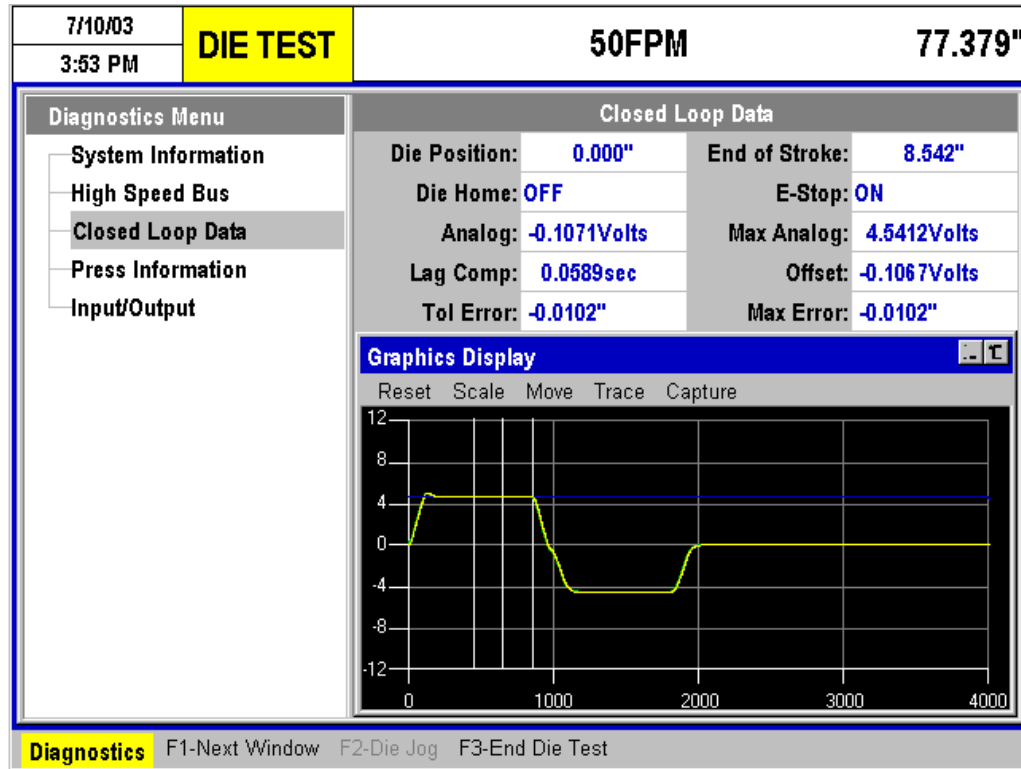 7/10/03
3:53 PM
DIE TEST
50FPM
77.379"
Diagnostics Menu
System Information
High Speed Bus
Closed Loop Data
Press Information
Input/Output
Closed Loop Data
Die Position: 0.000" End of Stroke: 8.542"
Die Home: OFF E-Stop: ON
Analog: -0.1071Volts Max Analog: 4.5412Volts
Lag Comp: 0.0589sec Offset: -0.1067Volts
Tol Error: -0.0102" Max Error: -0.0102"
Graphics Display
Reset Scale Move Trace Capture
12
8
4
0
-4
-8
-12
0 1000 2000 3000 4000
Diagnostics F1-Next Window F2-Die Jog F3-End Die Test